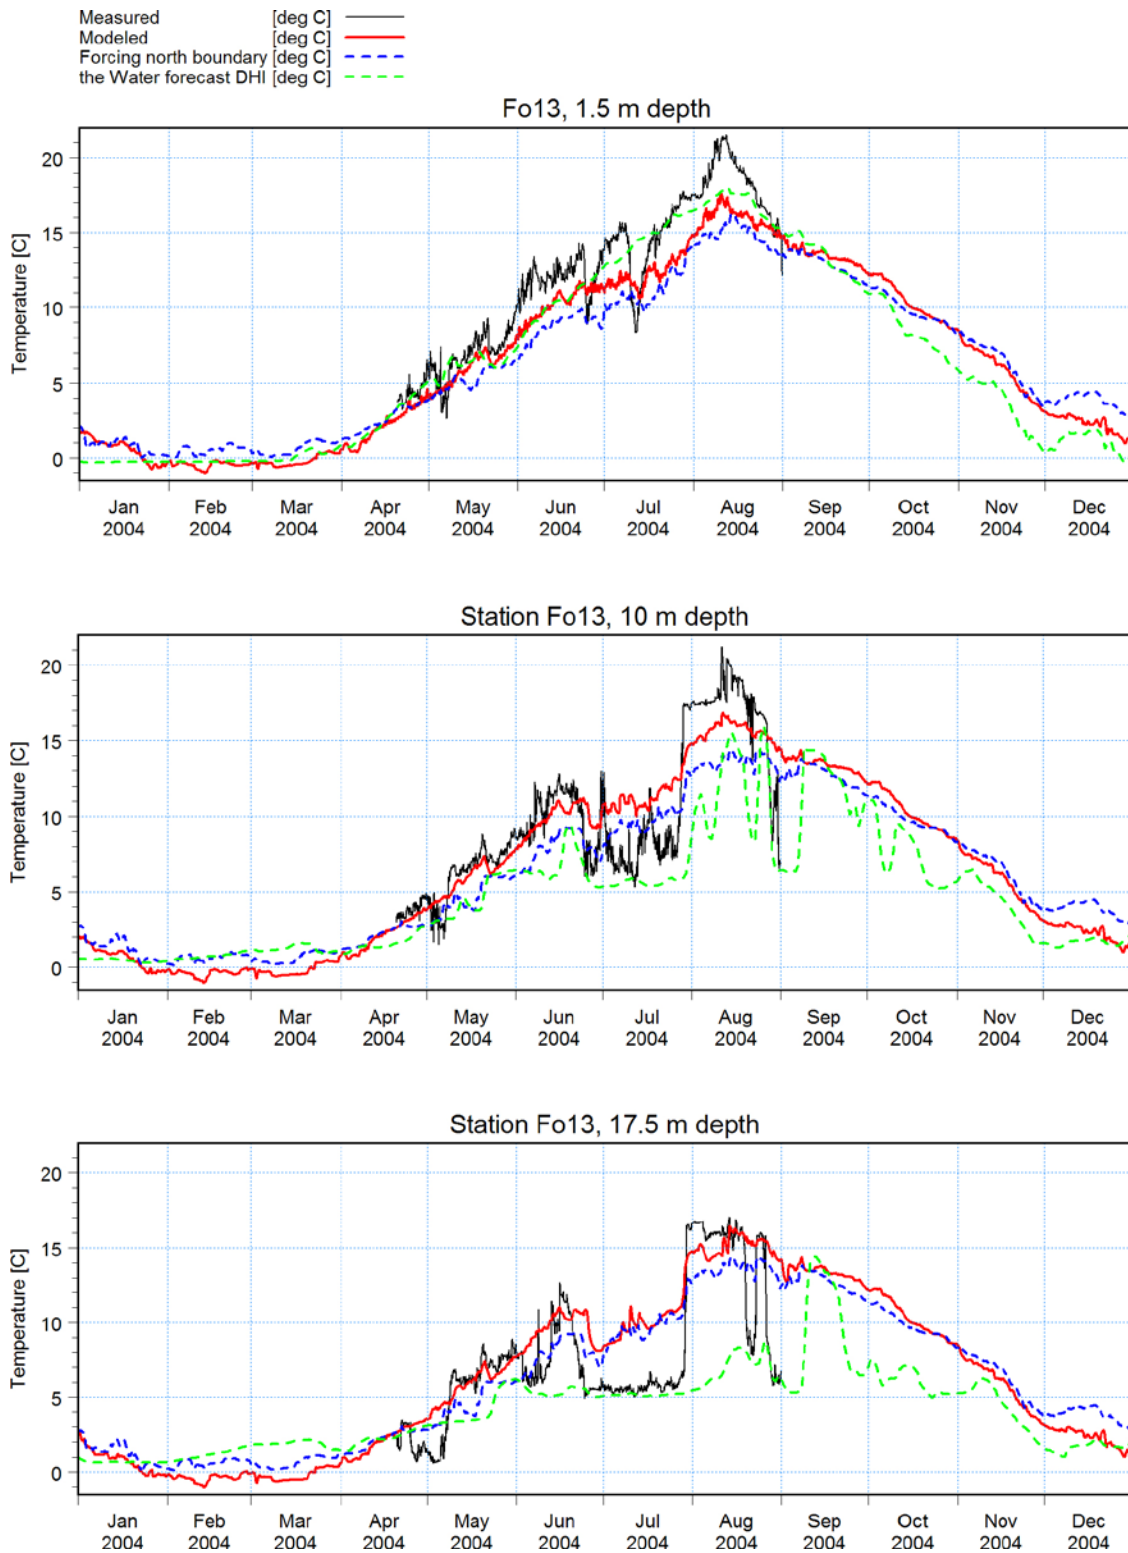 Measured [deg C]
Modeled [deg C]
Forcing north boundary [deg C]
the Water forecast DHI [deg C]
Fo13, 1.5 m depth
Temperature [C]
20
15
10
5
0
Jan Feb Mar Apr May Jun Jul Aug Sep Oct Nov Dec
2004 2004 2004 2004 2004 2004 2004 2004 2004 2004 2004 2004
Station Fo13, 10 m depth
Temperature [C]
20
15
10
5
0
Jan Feb Mar Apr May Jun Jul Aug Sep Oct Nov Dec
2004 2004 2004 2004 2004 2004 2004 2004 2004 2004 2004 2004
Station Fo13, 17.5 m depth
Temperature [C]
20
15
10
5
0
Jan Feb Mar Apr May Jun Jul Aug Sep Oct Nov Dec
2004 2004 2004 2004 2004 2004 2004 2004 2004 2004 2004 2004